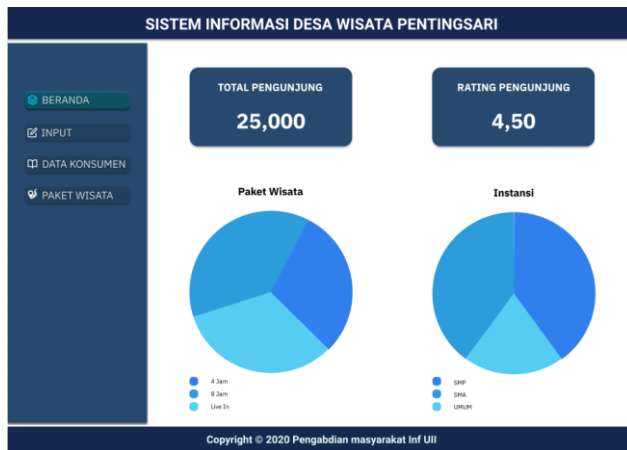 SISTEM INFORMASI DESA WISATA PENTINGSARI
BERANDA
INPUT
DATA KONSUMEN
PAKET WISATA
TOTAL PENGUNJUNG
25,000
RATING PENGUNJUNG
4,50
Paket Wisata
4 Jam
8 Jam
Live In
Instansi
SMP
SMA
UMUM
Copyright © 2020 Pengabdian masyarakat Inf UII